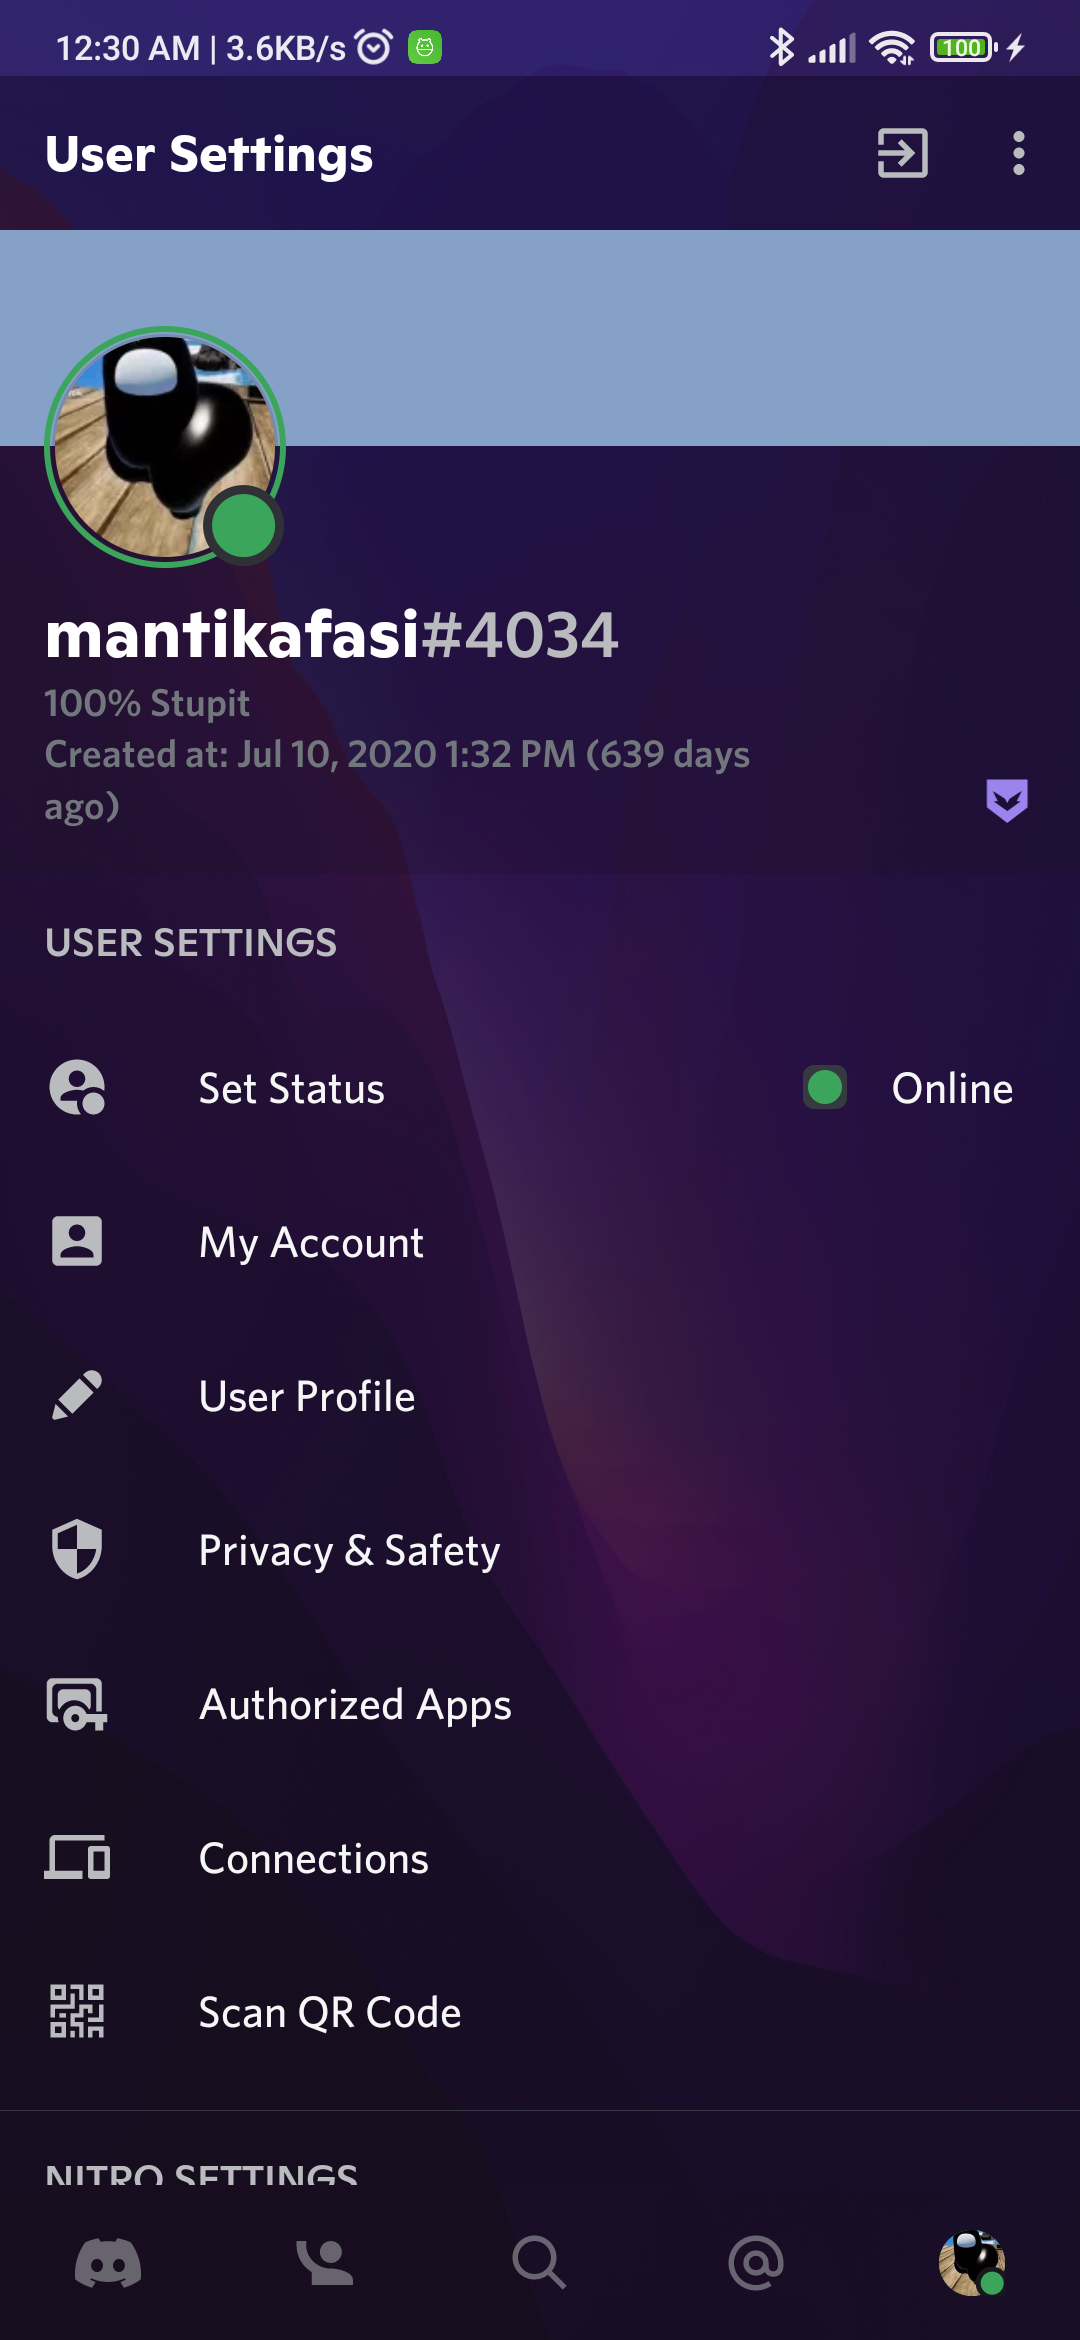 12:30 AM | 3.6KB/s
100
User Settings
mantikafasi#4034
100% Stupit
Created at: Jul 10, 2020 1:32 PM (639 days
ago)
USER SETTINGS
Set Status
Online
My Account
User Profile
Privacy & Safety
Authorized Apps
Connections
Scan QR Code
NITRO SETTINGS